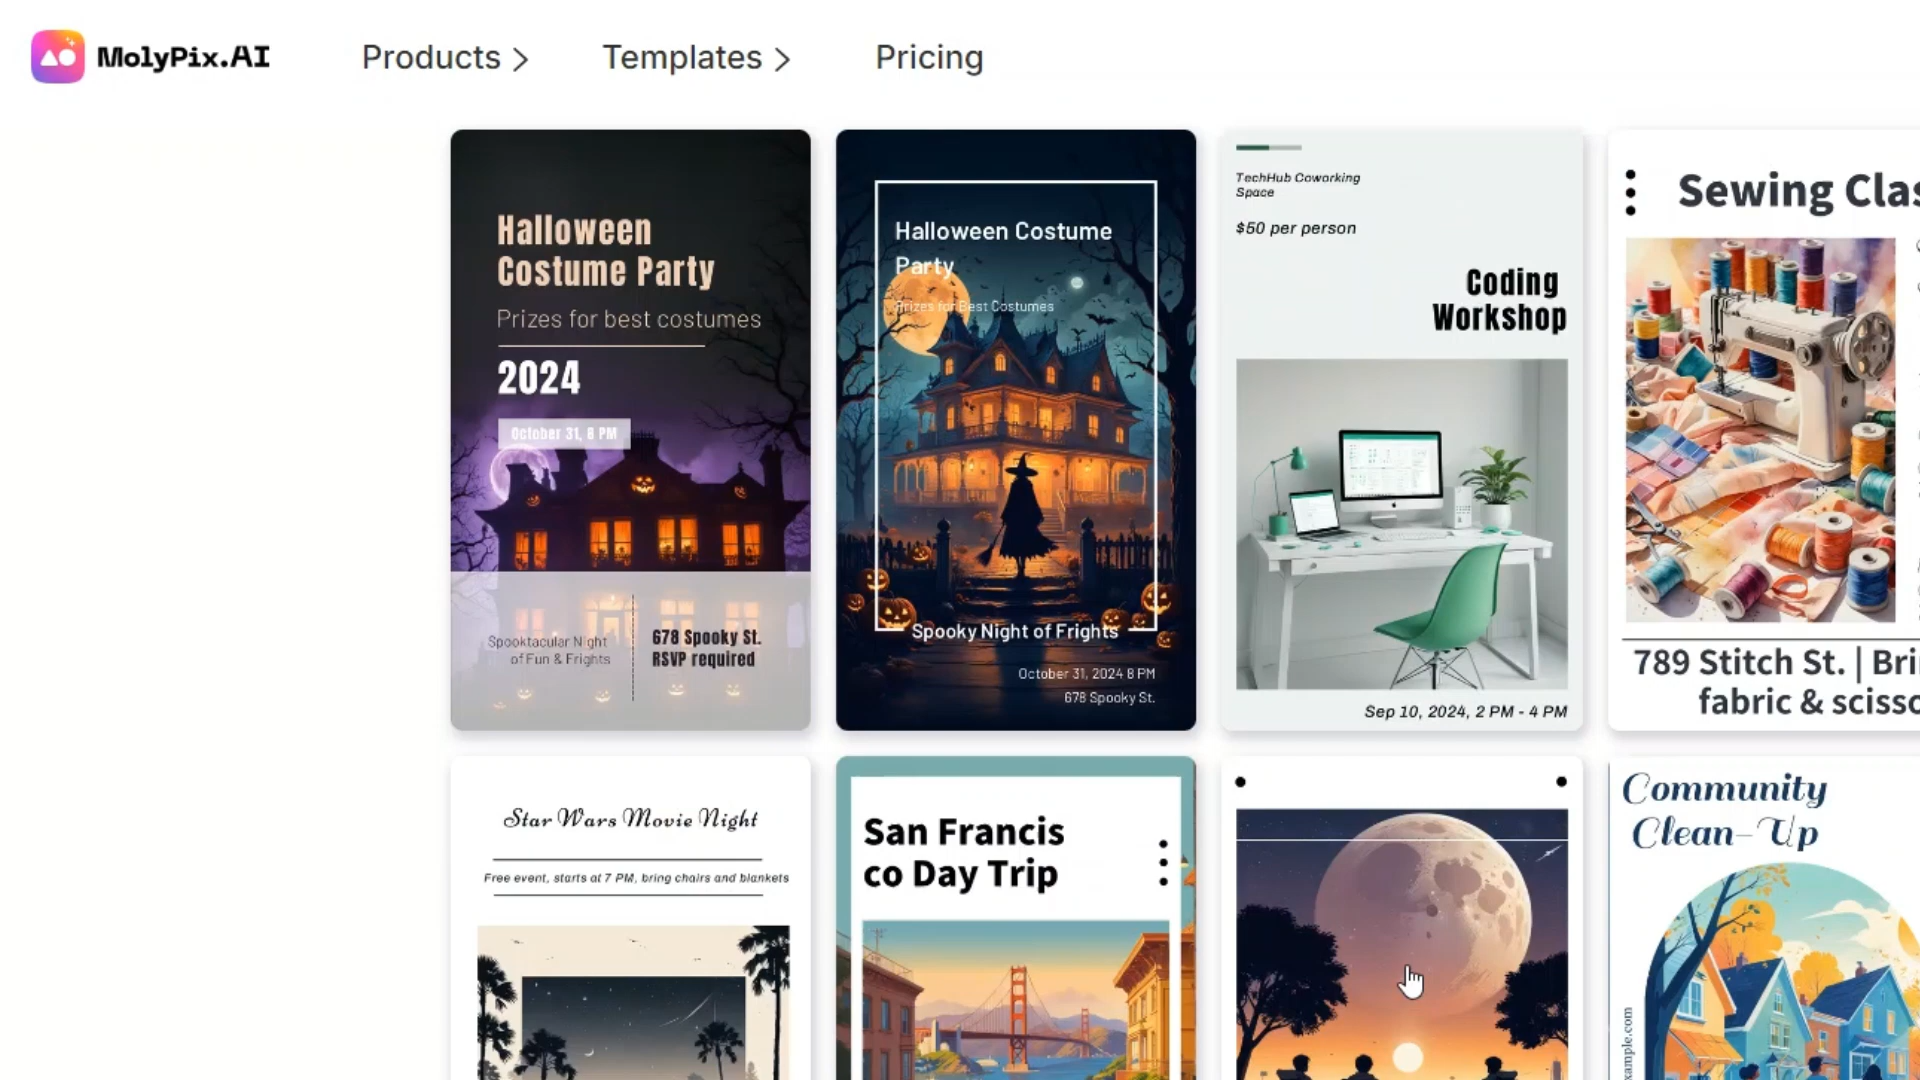 MolyPix.AI
Products
Templates
Pricing
Halloween
Costume Party
Prizes for best costumes
2024
October 31, 8 PM
Spooktacular Night
of Fun & Frights
678 Spooky St.
RSVP required
Halloween Costume
Party
Prizes for Best Costumes
Spooky Night of Frights
October 31, 2024 8 PM
678 Spooky St.
TechHub Coworking
Space
$50 per person
Coding
Workshop
Sep 10, 2024, 2 PM - 4 PM
Sewing Clas
789 Stitch St. | Bri
fabric & scisso
Star Wars Movie Night
Free event, starts at 7 PM, bring chairs and blankets
San Francis
co Day Trip
Community
Clean-Up
xample.com